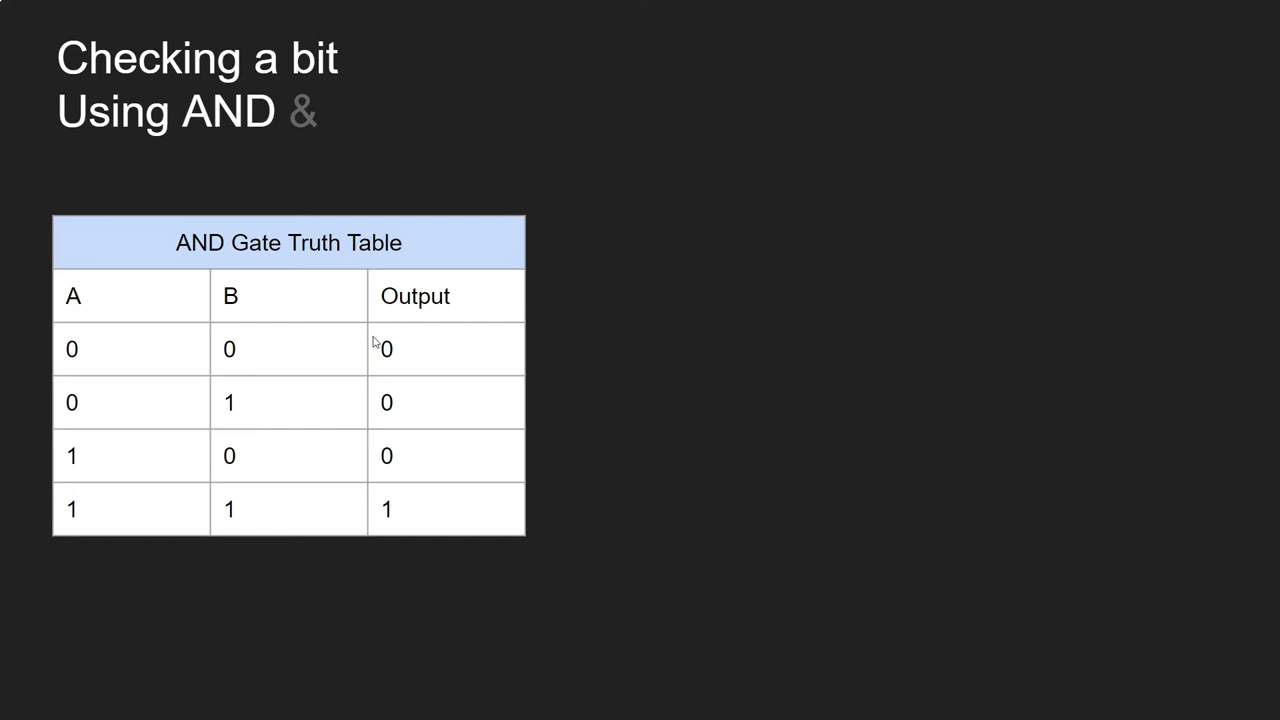 Checking a bit
Using AND &
AND Gate Truth Table
A B Output
0 0 0
0 1 0
1 0 0
1 1 1